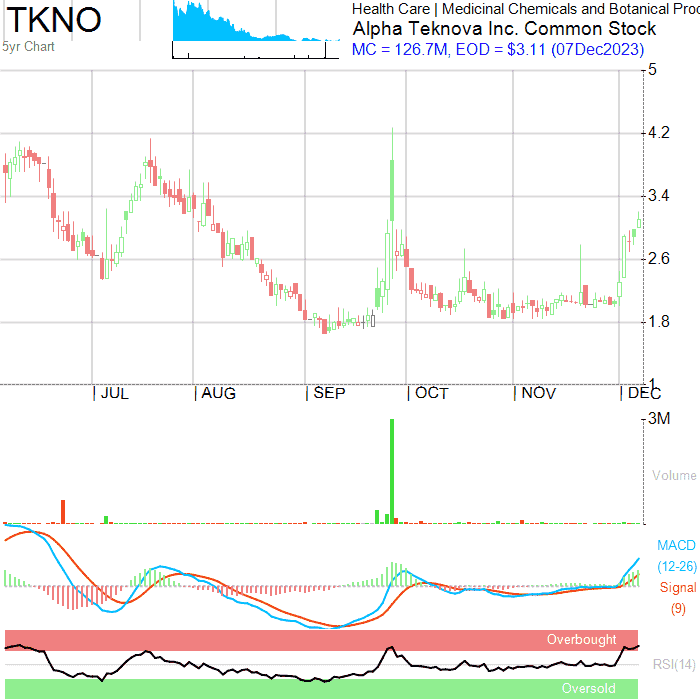 TKNO
5yr Chart
Health Care | Medicinal Chemicals and Botanical Proc
Alpha Teknova Inc. Common Stock
MC = 126.7M, EOD = $3.11 (07Dec2023)
5
4.2
3.4
2.6
1.8
1
JUL
AUG
SEP
OCT
NOV
DEC
3M
Volume
MACD
(12-26)
Signal
(9)
Overbought
RSI(14)
Oversold